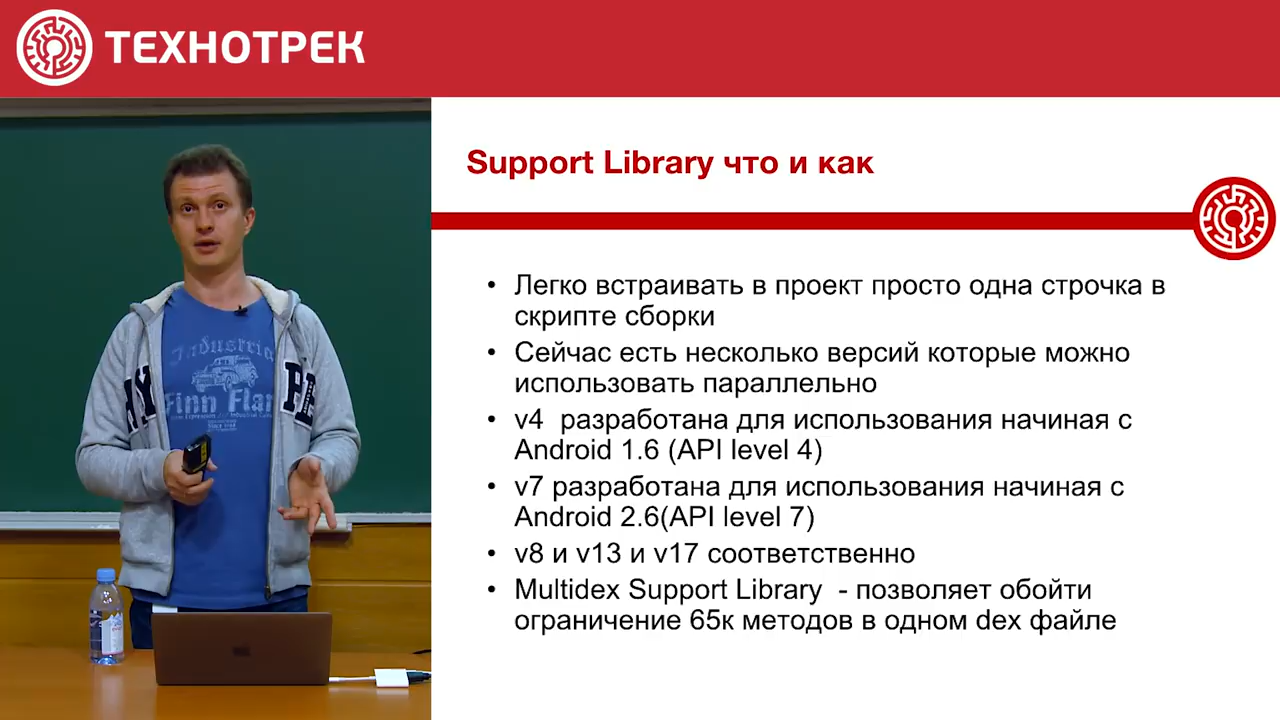 ТЕХНОТРЕК
Support Library что и как
• Легко встраивать в проект просто одна строчка в
скрипте сборки
• Сейчас есть несколько версий которые можно
использовать параллельно
• v4  разработана для использования начиная с
Android 1.6 (API level 4)
• v7 разработана для использования начиная с
Android 2.6(API level 7)
• v8 и v13 и v17 соответственно
• Multidex Support Library  - позволяет обойти
ограничение 65к методов в одном dex файле
Industrial
Finn Flar